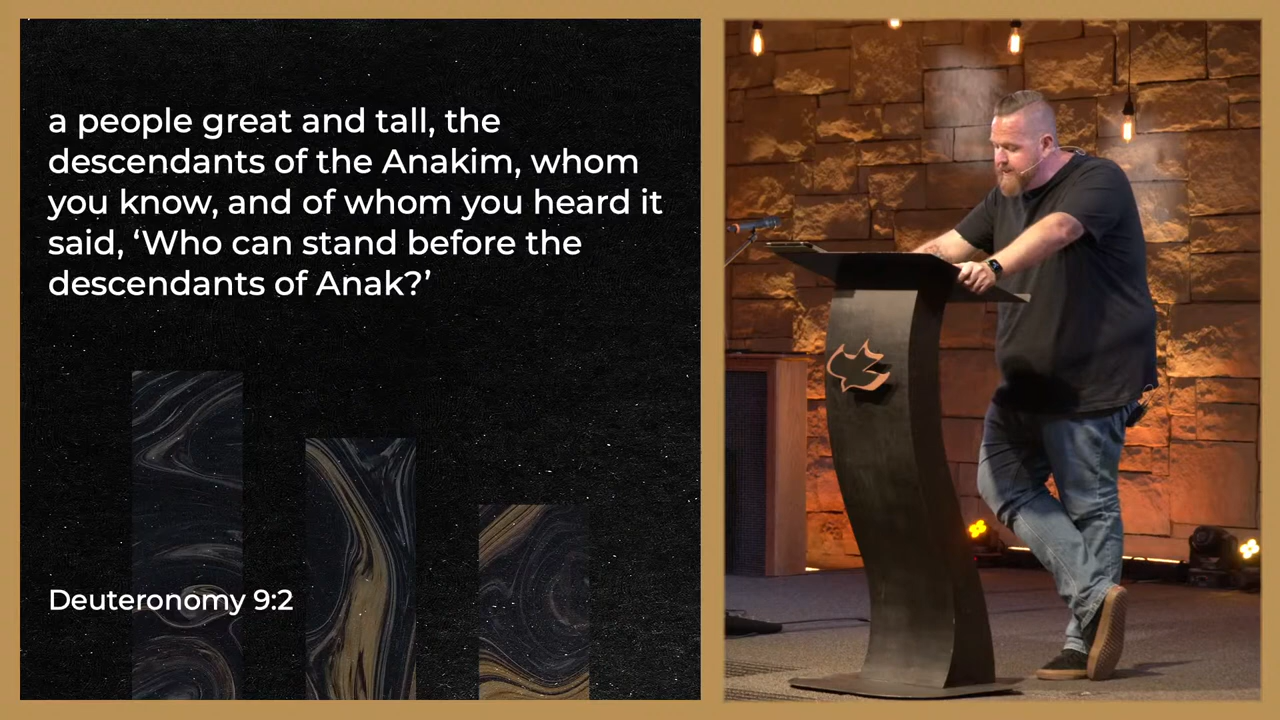 a people great and tall, the
descendants of the Anakim, whom
you know, and of whom you heard it
said, ‘Who can stand before the
descendants of Anak?’
Deuteronomy 9:2